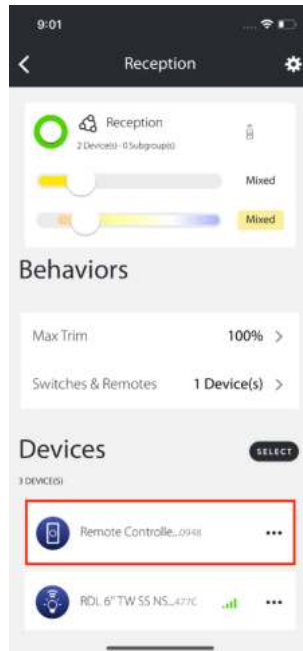 9:01
Reception
Reception
2 Device(s) · 0 Subgroup(s)
Mixed
Mixed
Behaviors
Max Trim 100% >
Switches & Remotes 1 Device(s) >
Devices SELECT
3 DEVICE(S)
Remote Controlle...0948
RDL 6" TW SS NS...477C